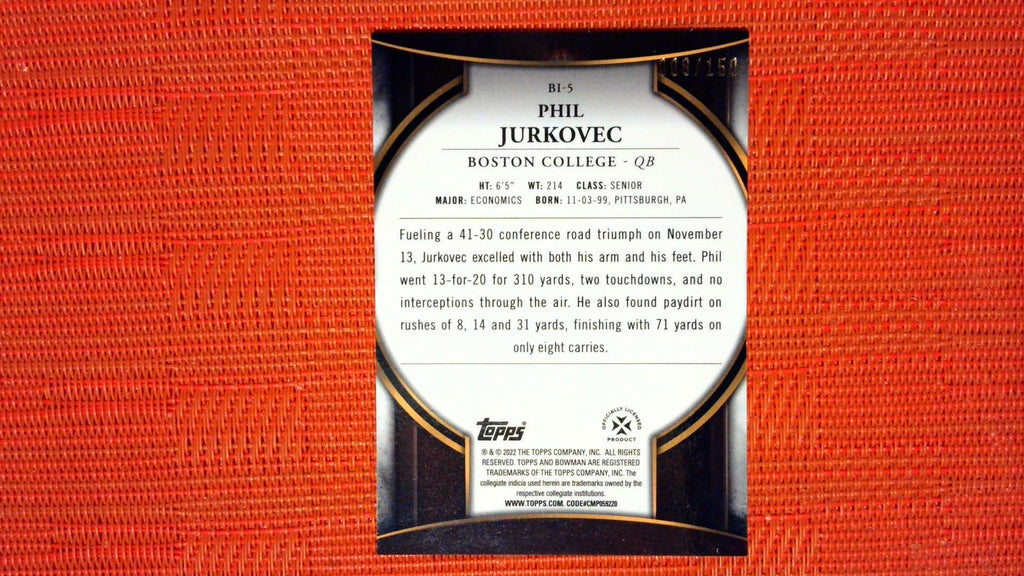 BI-5
PHIL
JURKOVEC
BOSTON COLLEGE - QB
HT: 6'5" WT: 214 CLASS: SENIOR
MAJOR: ECONOMICS BORN: 11-03-99, PITTSBURGH, PA
Fueling a 41-30 conference road triumph on November
13, Jurkovec excelled with both his arm and his feet. Phil
went 13-for-20 for 310 yards, two touchdowns, and no
interceptions through the air. He also found paydirt on
rushes of 8, 14 and 31 yards, finishing with 71 yards on
only eight carries.
topps®
OFFICIALLY LICENSED
PRODUCT
® & © 2022 THE TOPPS COMPANY, INC. ALL RIGHTS
RESERVED. TOPPS AND BOWMAN ARE REGISTERED
TRADEMARKS OF THE TOPPS COMPANY, INC. The
collegiate indicia used herein are trademarks owned by the
respective collegiate institutions.
WWW.TOPPS.COM. CODE#CMP059220